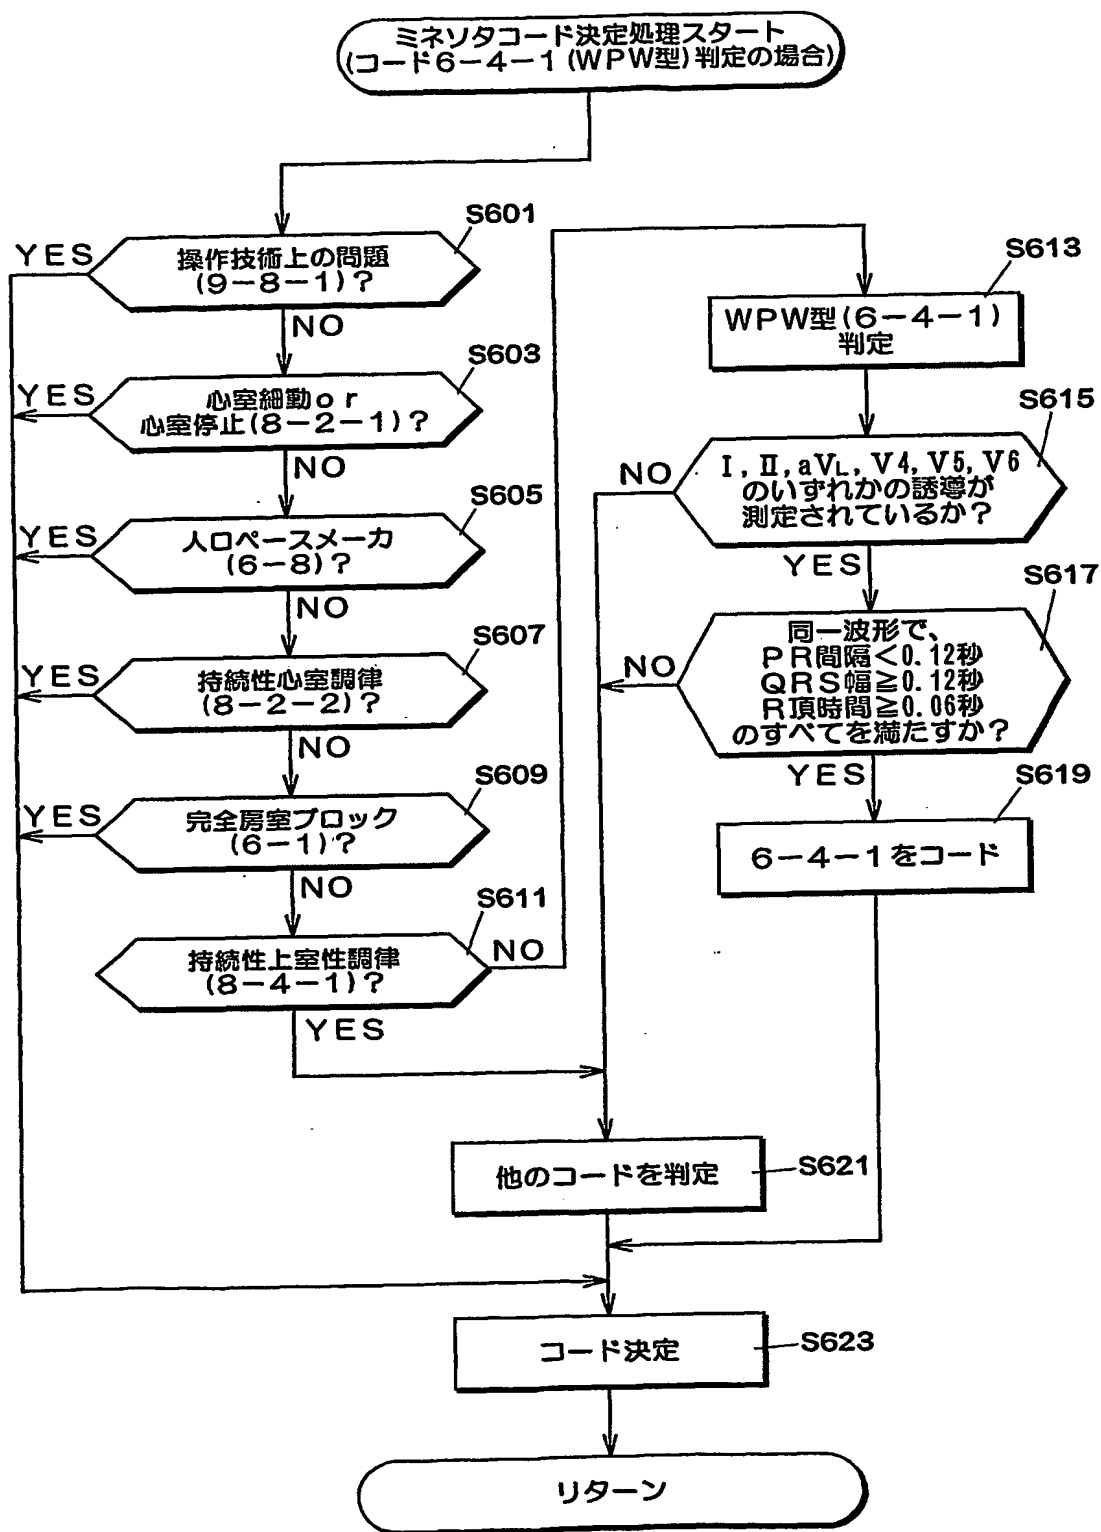 ミネソタコード決定処理スタート
(コード6-4-1(WPW型)判定の場合)
S601
YES
操作技術上の問題
(9-8-1)?
NO
S603
YES
心室細動or
心室停止(8-2-1)?
NO
S605
YES
人口ペースメーカ
(6-8)?
NO
S607
YES
持続性心室調律
(8-2-2)?
NO
S609
YES
完全房室ブロック
(6-1)?
NO
S611
持続性上室性調律
(8-4-1)?
NO
YES
S613
WPW型(6-4-1)
判定
S615
NO
I, II, aVL, V4, V5, V6
のいずれかの誘導が
測定されているか?
YES
S617
NO
同一波形で、
PR間隔<0.12秒
QRS幅≧0.12秒
R頂時間≧0.06秒
のすべてを満たすか?
YES
S619
6-4-1をコード
他のコードを判定
S621
コード決定
S623
リターン